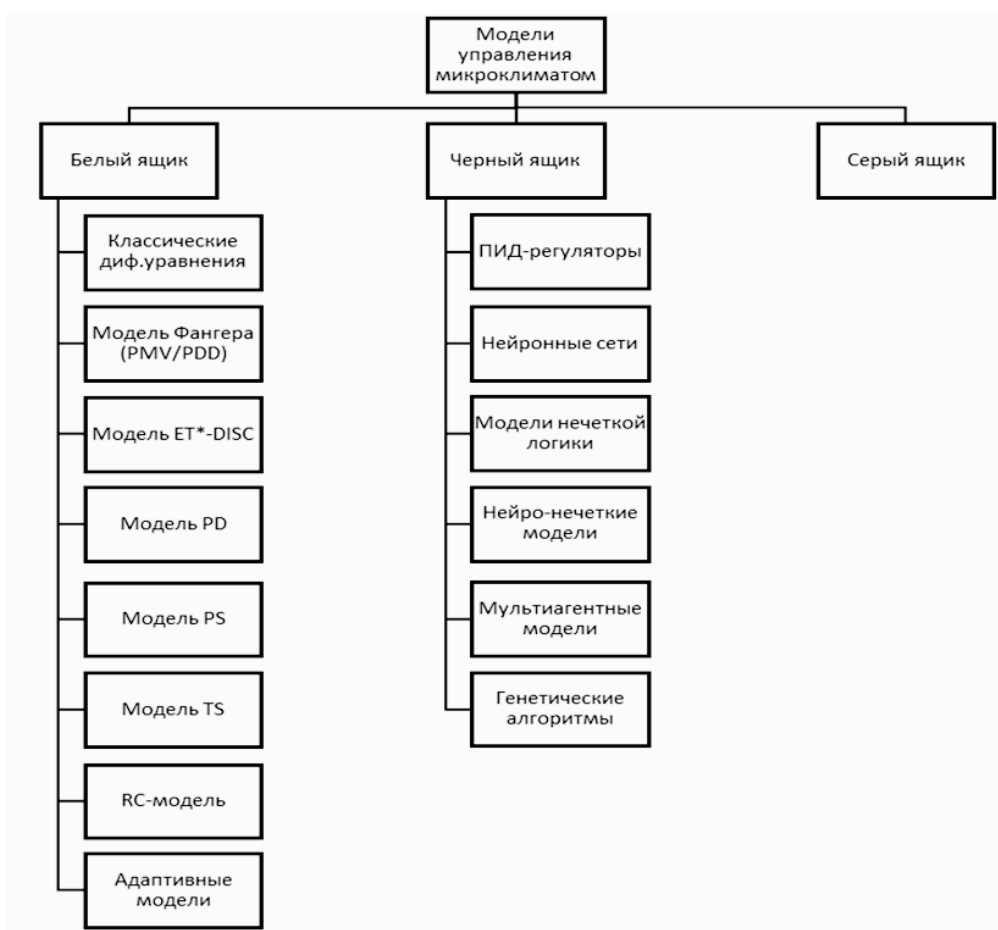 Модели
управления
микроклиматом
Белый ящик
Черный ящик
Серый ящик
Классические
диф.уравнения
Модель Фангера
(PMV/PDD)
Модель ET*-DISC
Модель PD
Модель PS
Модель TS
RC-модель
Адаптивные
модели
ПИД-регуляторы
Нейронные сети
Модели нечеткой
логики
Нейро-нечеткие
модели
Мультиагентные
модели
Генетические
алгоритмы